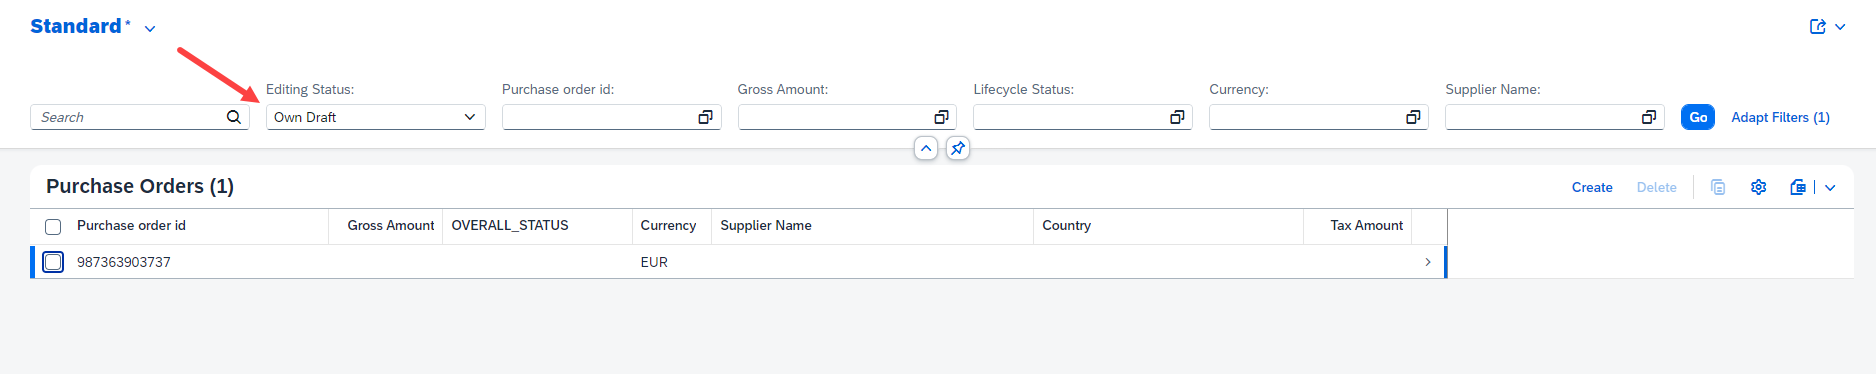 Standard *
Editing Status: Purchase order id: Gross Amount: Lifecycle Status: Currency: Supplier Name:
Search Own Draft Go Adapt Filters (1)
Purchase Orders (1) Create Delete
Purchase order id Gross Amount OVERALL_STATUS Currency Supplier Name Country Tax Amount
987363903737 EUR